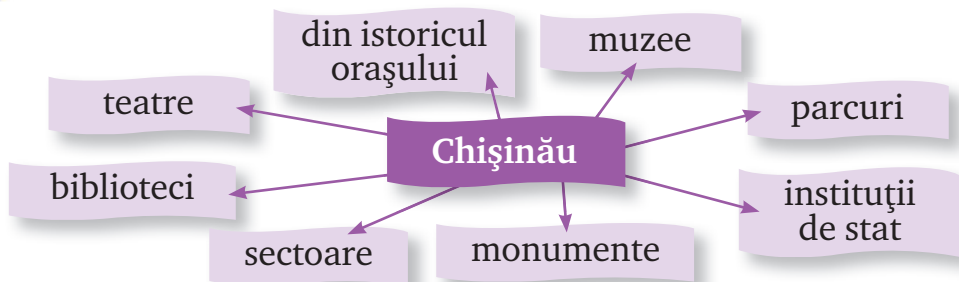 din istoricul
oraşului
muzee
teatre
parcuri
Chişinău
biblioteci
instituţii
de stat
sectoare
monumente